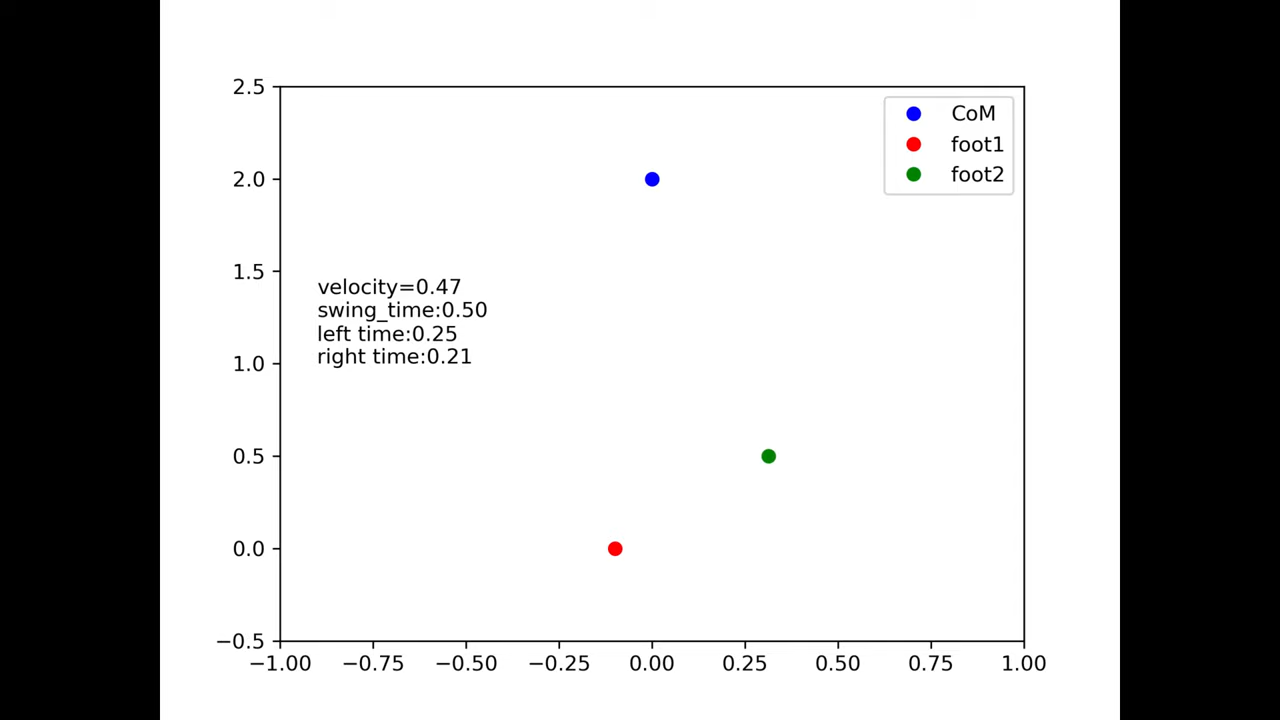 2.5
2.0
1.5
1.0
0.5
0.0
−0.5
−1.00 −0.75 −0.50 −0.25 0.00 0.25 0.50 0.75 1.00
CoM
foot1
foot2
velocity=0.47
swing_time:0.50
left time:0.25
right time:0.21